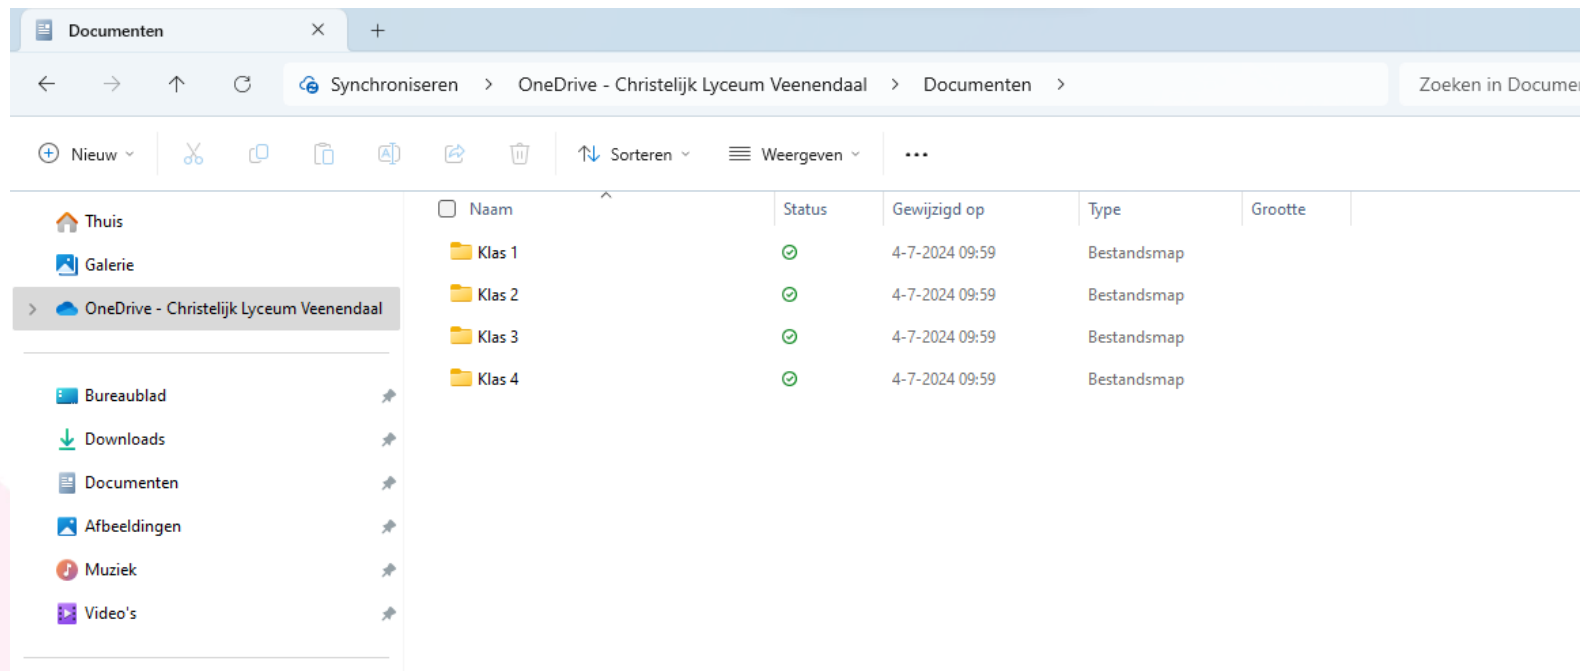 Documenten
Synchroniseren > OneDrive - Christelijk Lyceum Veenendaal > Documenten >
Zoeken in Documen
Nieuw
Sorteren
Weergeven
Thuis
Galerie
OneDrive - Christelijk Lyceum Veenendaal
Bureaublad
Downloads
Documenten
Afbeeldingen
Muziek
Video's
Naam Status Gewijzigd op Type Grootte
Klas 1 4-7-2024 09:59 Bestandsmap
Klas 2 4-7-2024 09:59 Bestandsmap
Klas 3 4-7-2024 09:59 Bestandsmap
Klas 4 4-7-2024 09:59 Bestandsmap